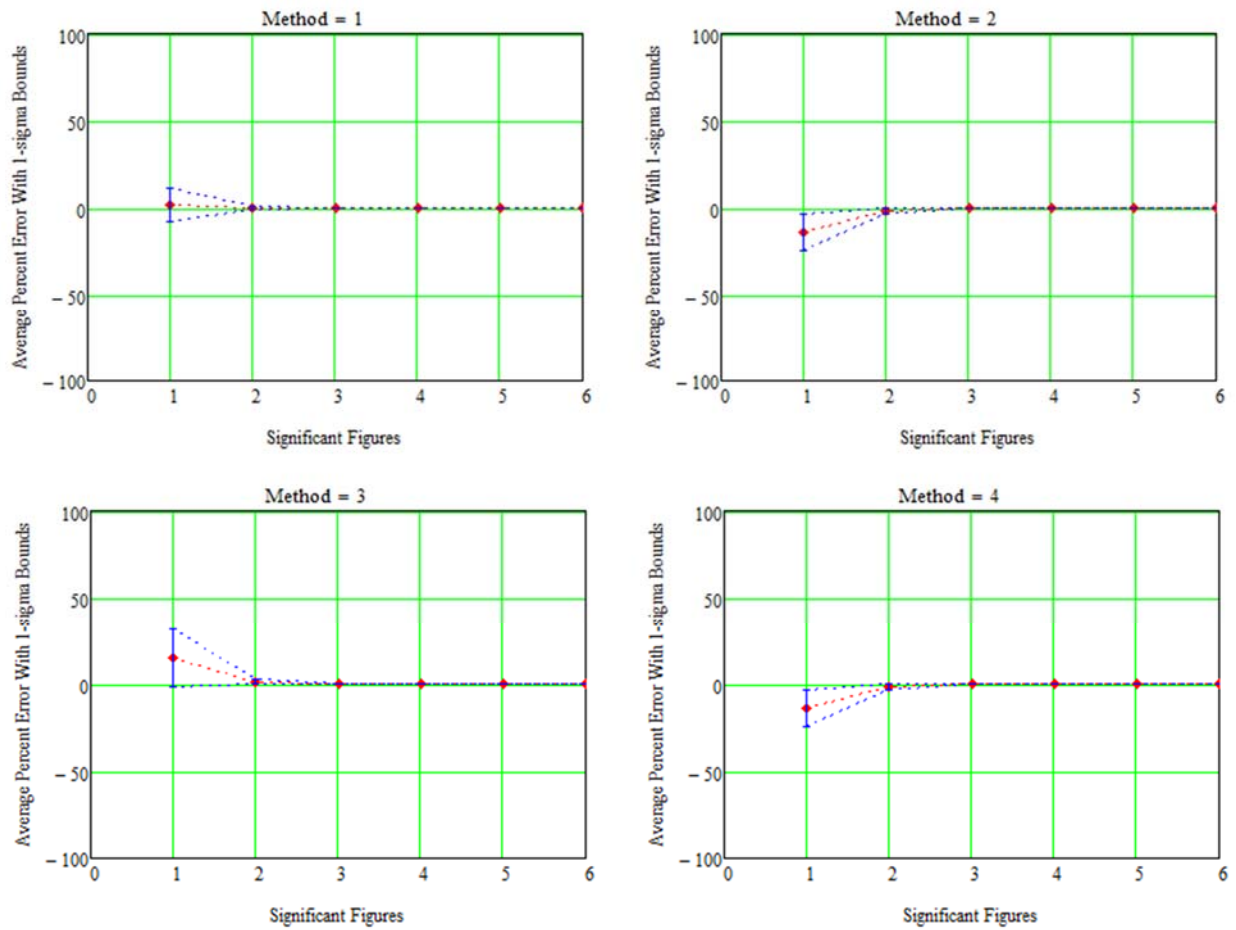 Method = 1
Average Percent Error With 1-sigma Bounds
100
50
0
− 50
− 100
0 1 2 3 4 5 6
Significant Figures
Method = 2
Average Percent Error With 1-sigma Bounds
100
50
0
− 50
− 100
0 1 2 3 4 5 6
Significant Figures
Method = 3
Average Percent Error With 1-sigma Bounds
100
50
0
− 50
− 100
0 1 2 3 4 5 6
Significant Figures
Method = 4
Average Percent Error With 1-sigma Bounds
100
50
0
− 50
− 100
0 1 2 3 4 5 6
Significant Figures